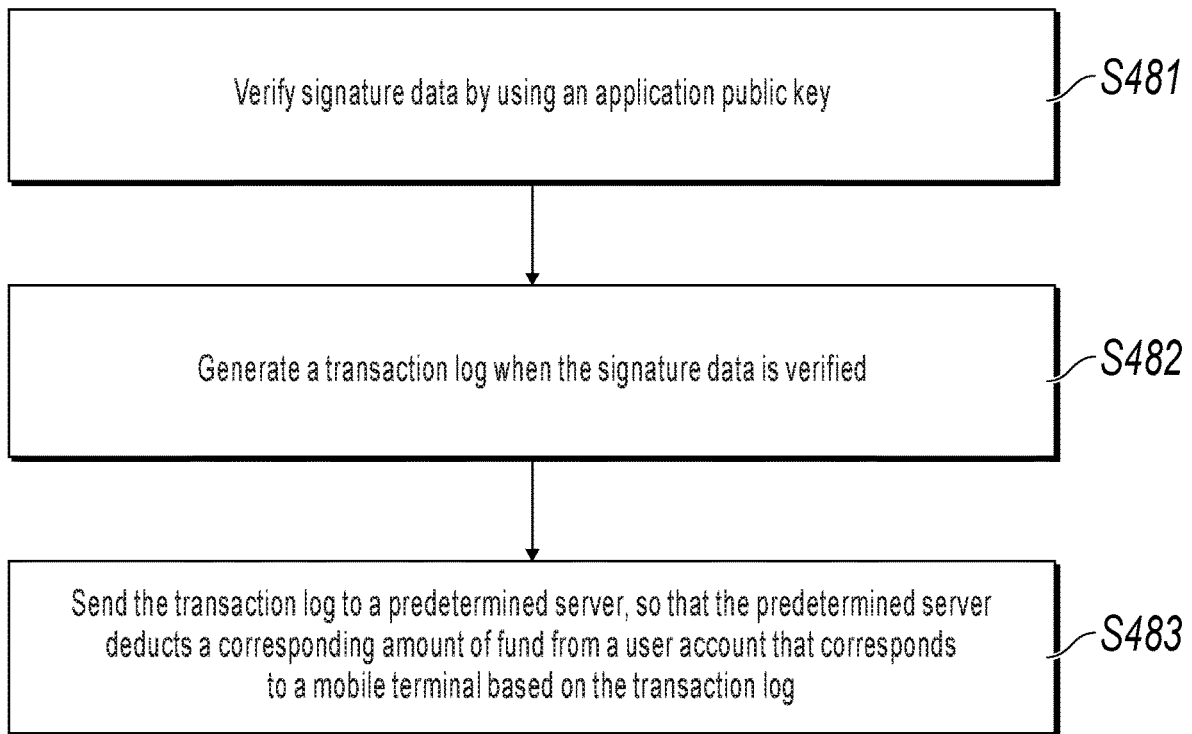 Verify signature data by using an application public key
S481
Generate a transaction log when the signature data is verified
S482
Send the transaction log to a predetermined server, so that the predetermined server
deducts a corresponding amount of fund from a user account that corresponds
to a mobile terminal based on the transaction log
S483